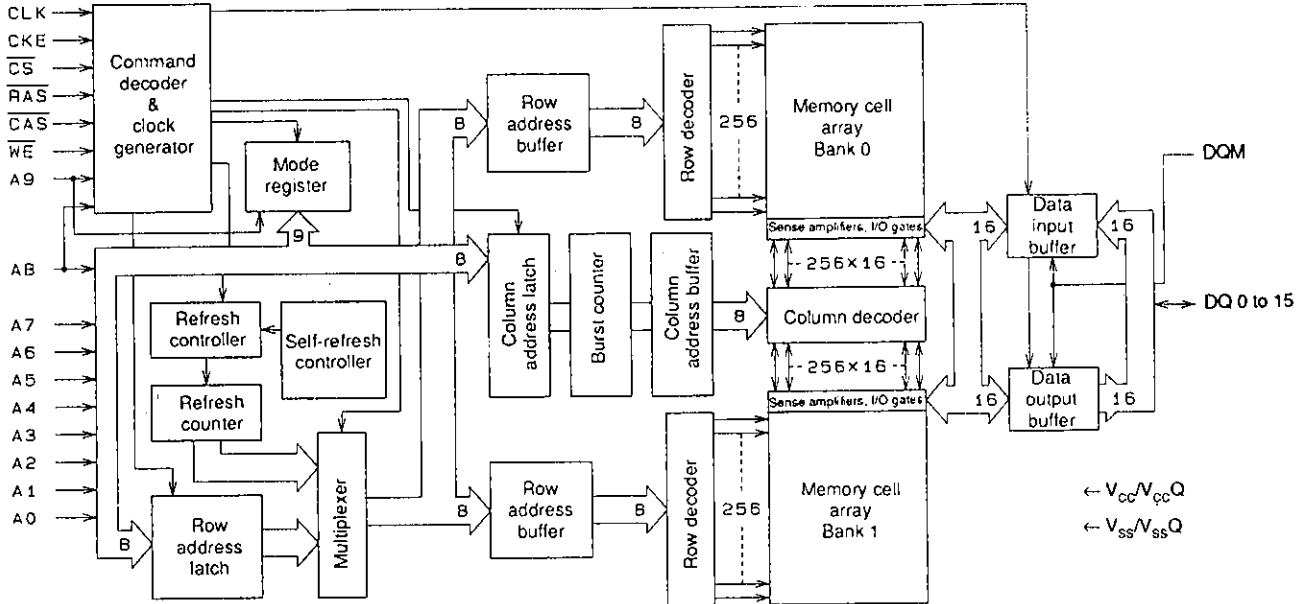 CLK
CKE
CS
RAS
CAS
WE
A9
A8
A7
A6
A5
A4
A3
A2
A1
A0
Command
decoder
&
clock
generator
Mode
register
9
Refresh
controller
Self-refresh
controller
Refresh
counter
8
Row
address
latch
Multiplexer
8
Row
address
buffer
8
Row decoder
256
Memory cell
array
Bank 0
Sense amplifiers, I/O gates
8
Column
address latch
Burst counter
Column
address buffer
8
256×16
Column decoder
256×16
8
Row
address
buffer
8
Row decoder
256
Sense amplifiers, I/O gates
Memory cell
array
Bank 1
16
Data
input
buffer
16
16
Data
output
buffer
16
DQM
DQ 0 to 15
← VCC/VCCQ
← VSS/VSSQ